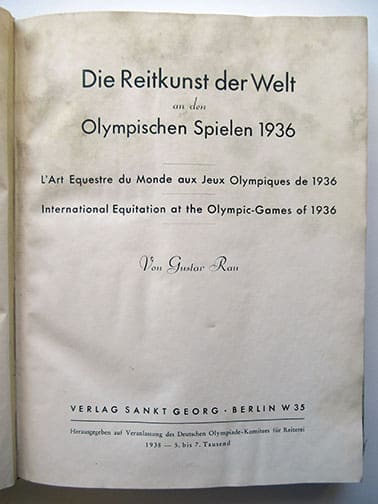 Die Reitkunst der Welt
an den
Olympischen Spielen 1936
L'Art Equestre du Monde aux Jeux Olympiques de 1936
International Equitation at the Olympic-Games of 1936
Von Gustav Rau
VERLAG SANKT GEORG · BERLIN W 35
Herausgegeben auf Veranlassung des Deutschen Olympiade-Komitees für Reiterei
1938 — 5. bis 7. Tausend